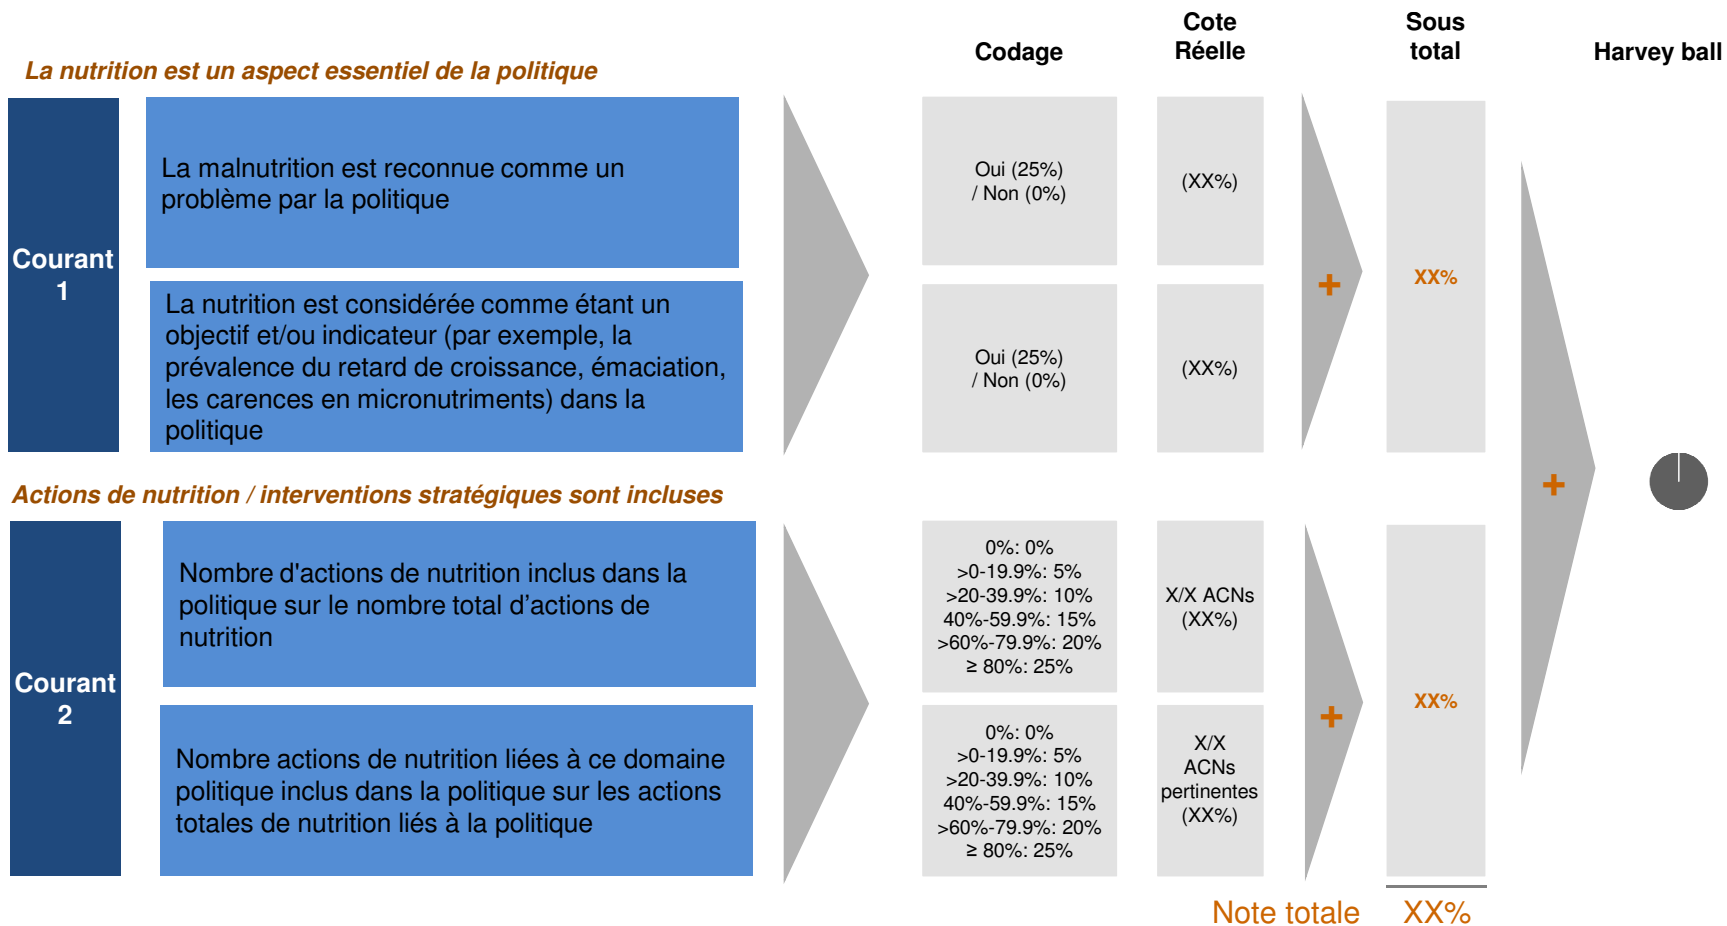 Codage
Cote
Réelle
Sous
total
Harvey ball
La nutrition est un aspect essentiel de la politique
Courant
1
La malnutrition est reconnue comme un
problème par la politique
Oui (25%)
/ Non (0%)
(XX%)
La nutrition est considérée comme étant un
objectif et/ou indicateur (par exemple, la
prévalence du retard de croissance, émaciation,
les carences en micronutriments) dans la
politique
Oui (25%)
/ Non (0%)
(XX%)
+
XX%
+
Actions de nutrition / interventions stratégiques sont incluses
Courant
2
Nombre d'actions de nutrition inclus dans la
politique sur le nombre total d’actions de
nutrition
0%: 0%
>0-19.9%: 5%
>20-39.9%: 10%
40%-59.9%: 15%
>60%-79.9%: 20%
≥ 80%: 25%
X/X ACNs
(XX%)
Nombre actions de nutrition liées à ce domaine
politique inclus dans la politique sur les actions
totales de nutrition liés à la politique
0%: 0%
>0-19.9%: 5%
>20-39.9%: 10%
40%-59.9%: 15%
>60%-79.9%: 20%
≥ 80%: 25%
X/X
ACNs
pertinentes
(XX%)
+
XX%
Note totale XX%